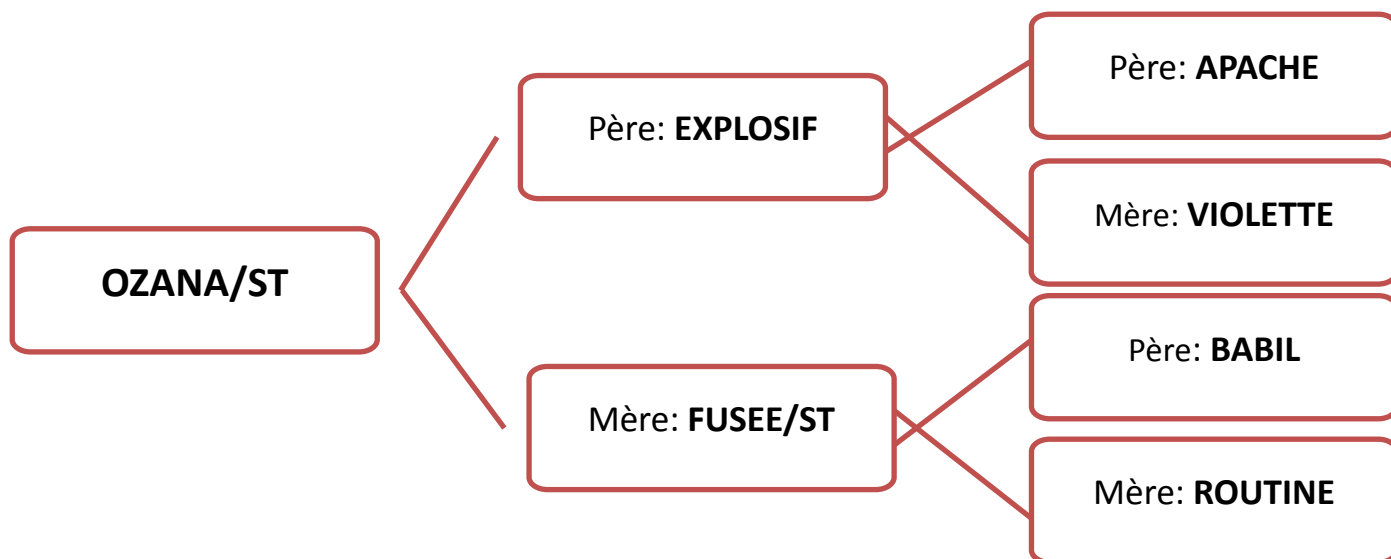 Père: APACHE
Père: EXPLOSIF
Mère: VIOLETTE
OZANA/ST
Père: BABIL
Mère: FUSEE/ST
Mère: ROUTINE